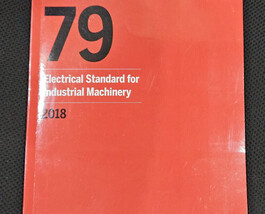 79
Electrical Standard for
Industrial Machinery
2018